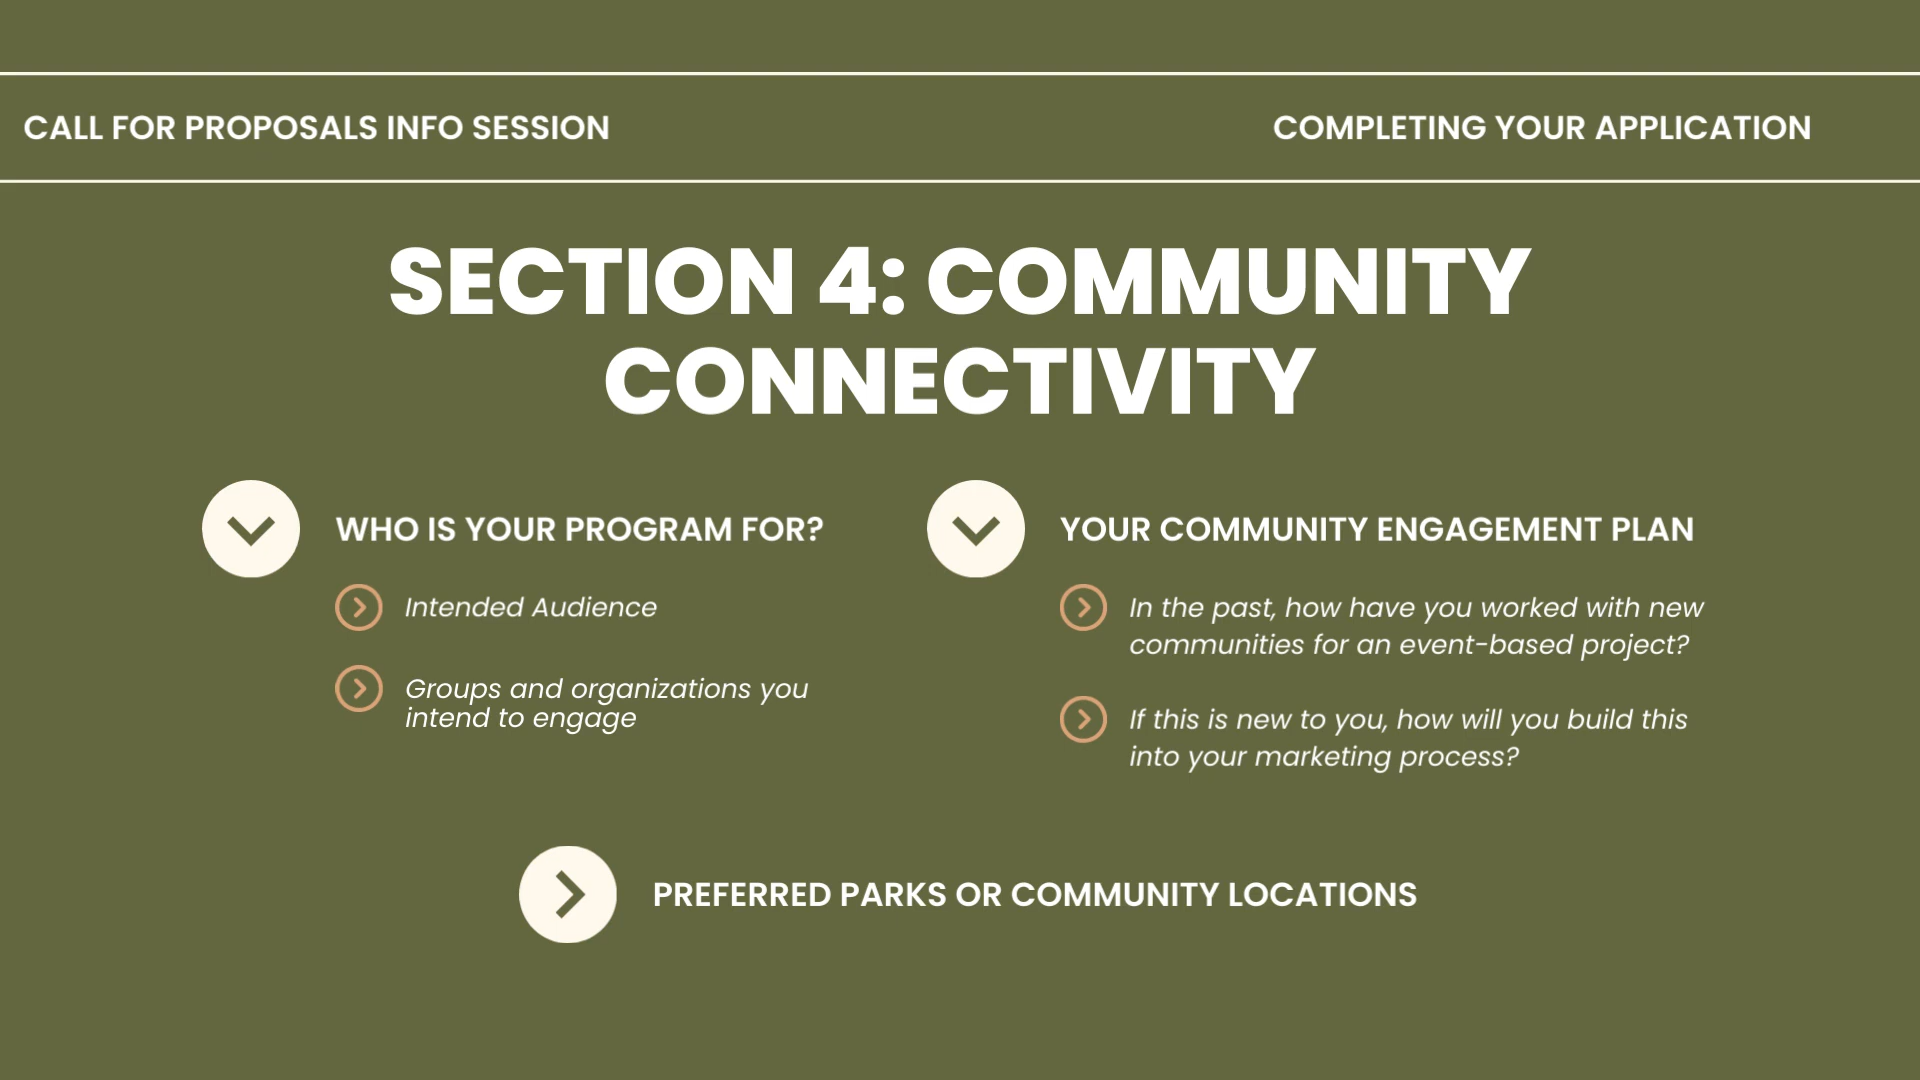 CALL FOR PROPOSALS INFO SESSION
COMPLETING YOUR APPLICATION
SECTION 4: COMMUNITY
CONNECTIVITY
WHO IS YOUR PROGRAM FOR?
Intended Audience
Groups and organizations you
intend to engage
YOUR COMMUNITY ENGAGEMENT PLAN
In the past, how have you worked with new
communities for an event-based project?
If this is new to you, how will you build this
into your marketing process?
PREFERRED PARKS OR COMMUNITY LOCATIONS